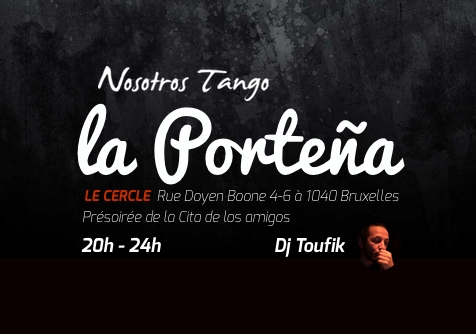 Nosotros Tango
la Porteña
LE CERCLE Rue Doyen Boone 4-6 à 1040 Bruxelles
Présoirée de la Cita de los amigos
20h - 24h Dj Toufik